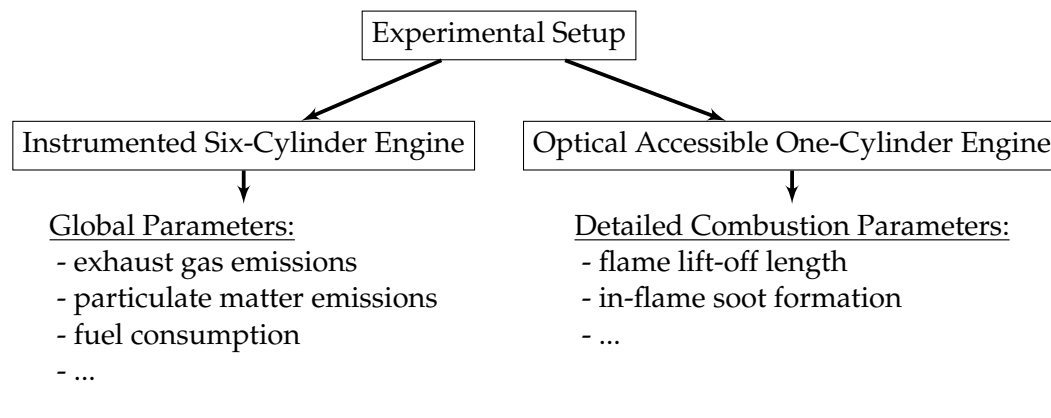 Experimental Setup
Instrumented Six-Cylinder Engine
Optical Accessible One-Cylinder Engine
Global Parameters:
- exhaust gas emissions
- particulate matter emissions
- fuel consumption
- ...
Detailed Combustion Parameters:
- flame lift-off length
- in-flame soot formation
- ...